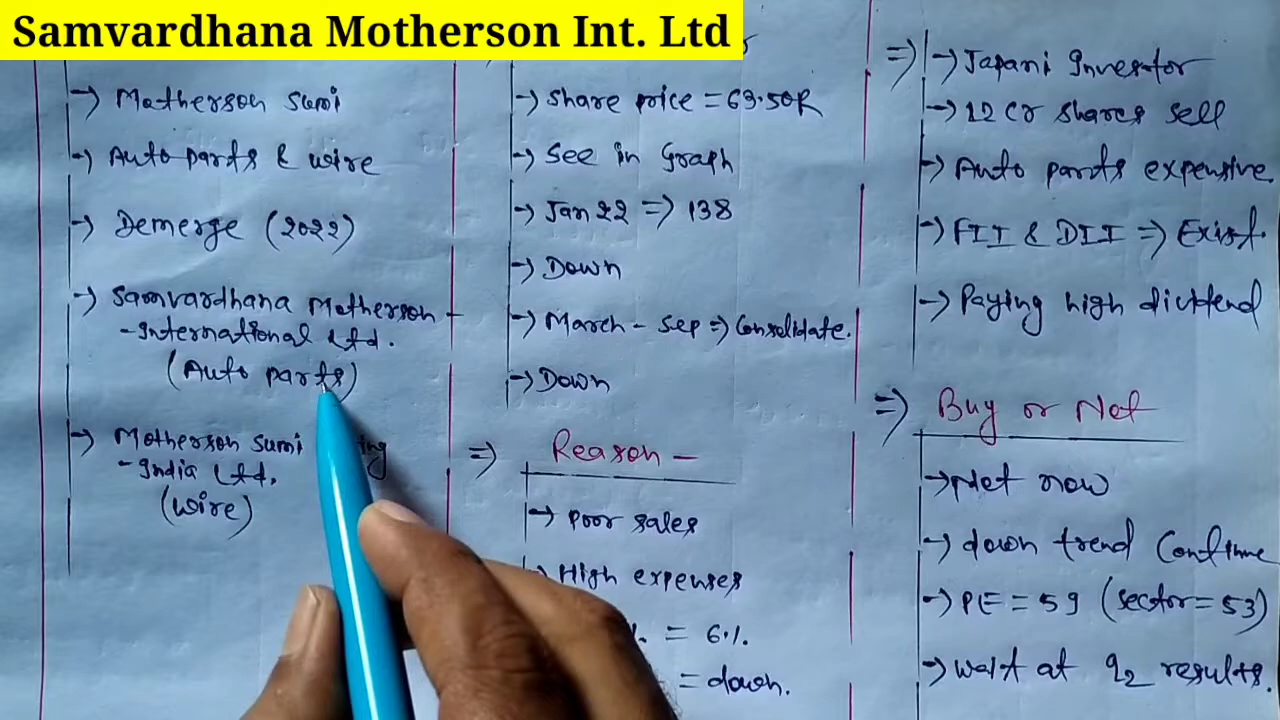 Samvardhana Motherson Int. Ltd
-> Motherson Sumi
-> Auto parts & wire
-> Demerge (2022)
-> Samvardhana Motherson -
- International Ltd.
(Auto parts)
-> Motherson Sumi
- India Ltd.
(wire)
-> Share price = 63.50R
-> See in Graph
-> Jan 22 => 138
-> Down
-> March - Sep => Consolidate.
-> Down
=> Reason -
-> Poor sales
-> High expenses
= 6%.
= down.
=> -> Japani Investor
-> 12 Cr shares sell
-> Auto parts expensive.
-> FII & DII => Exist.
-> Paying high dividend
=> Buy or Not
-> Not now
-> down trend Continue
-> PE = 59 (sector = 53)
-> Wait at q2 results.